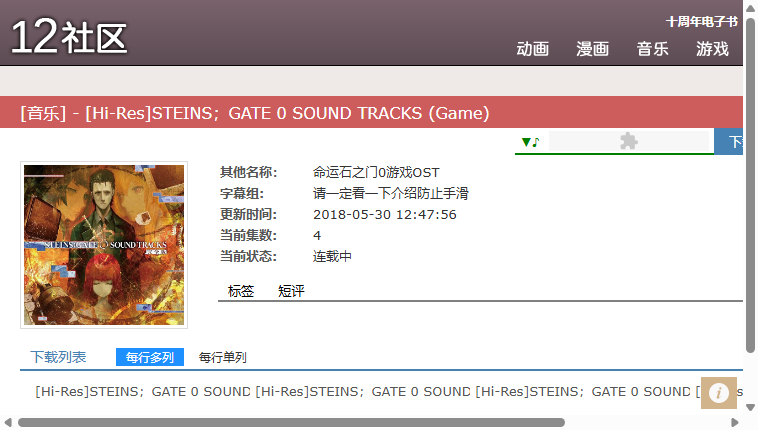 十周年电子书
12社区
动画 漫画 音乐 游戏
[音乐] - [Hi-Res]STEINS；GATE 0 SOUND TRACKS (Game)
▼♪
其他名称： 命运石之门0游戏OST
字幕组： 请一定看一下介绍防止手滑
更新时间： 2018-05-30 12:47:56
当前集数： 4
当前状态： 连载中
STEINS;GATE 0 SOUND TRACKS
标签 短评
下载列表 每行多列 每行单列
[Hi-Res]STEINS；GATE 0 SOUND [Hi-Res]STEINS；GATE 0 SOUND [Hi-Res]STEINS；GATE 0 SOUND